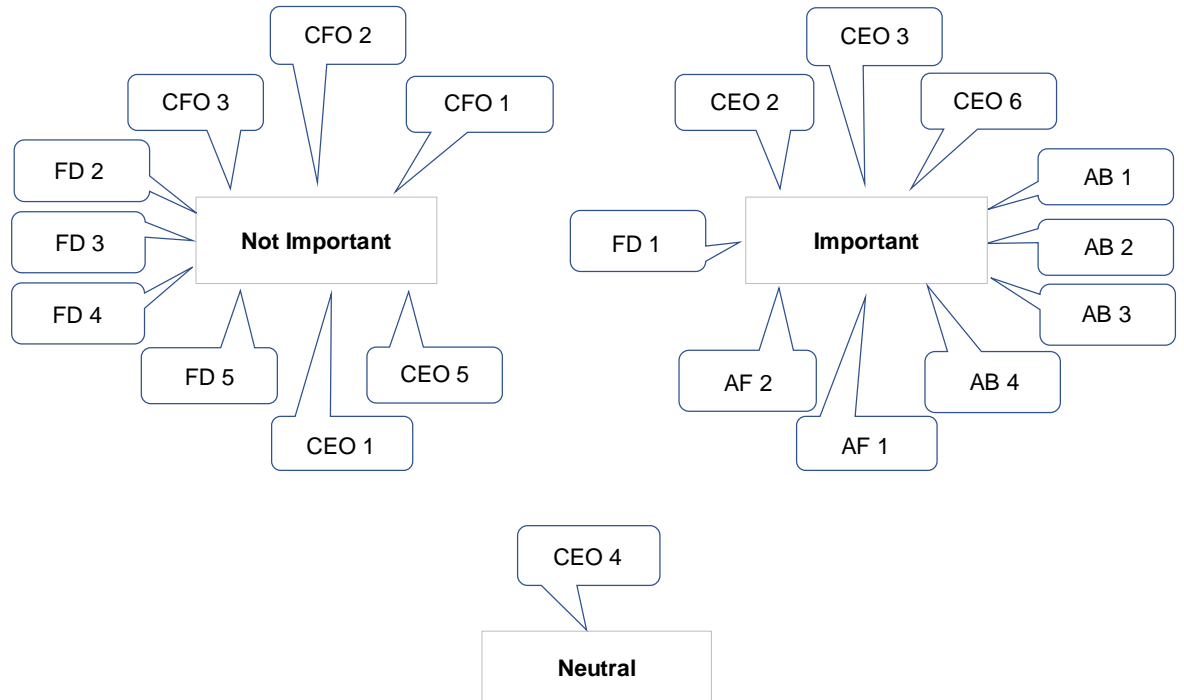 CFO 2
CEO 3
CFO 3
CFO 1
CEO 2
CEO 6
FD 2
AB 1
FD 3
Not Important
FD 1
Important
AB 2
FD 4
AB 3
FD 5
CEO 5
AF 2
AB 4
CEO 1
AF 1
CEO 4
Neutral